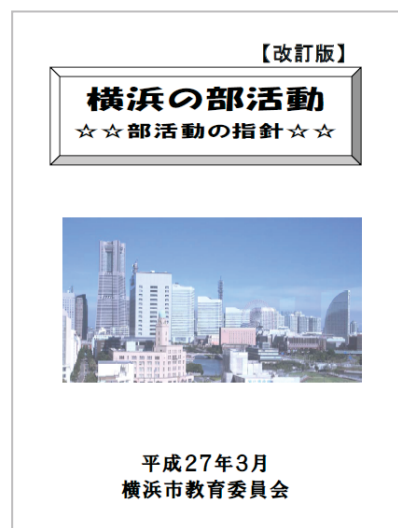 【改訂版】
横浜の部活動
☆☆部活動の指針☆☆
平成27年3月
横浜市教育委員会